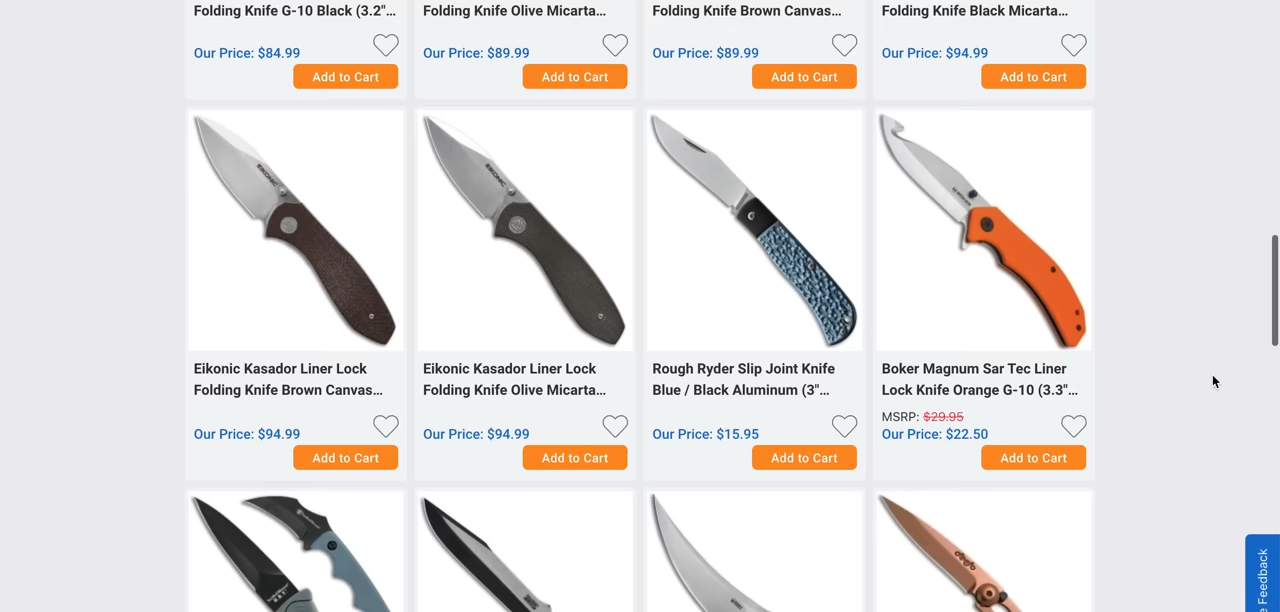 Folding Knife G-10 Black (3.2"...
Folding Knife Olive Micarta...
Folding Knife Brown Canvas...
Folding Knife Black Micarta...
Our Price: $84.99
Our Price: $89.99
Our Price: $89.99
Our Price: $94.99
Add to Cart
Add to Cart
Add to Cart
Add to Cart
EIKONIC
EIKONIC
Eikonic Kasador Liner Lock
Folding Knife Brown Canvas...
Eikonic Kasador Liner Lock
Folding Knife Olive Micarta...
Rough Ryder Slip Joint Knife
Blue / Black Aluminum (3"...
Boker Magnum Sar Tec Liner
Lock Knife Orange G-10 (3.3"...
MSRP: $29.95
Our Price: $94.99
Our Price: $94.99
Our Price: $15.95
Our Price: $22.50
Add to Cart
Add to Cart
Add to Cart
Add to Cart
Feedback